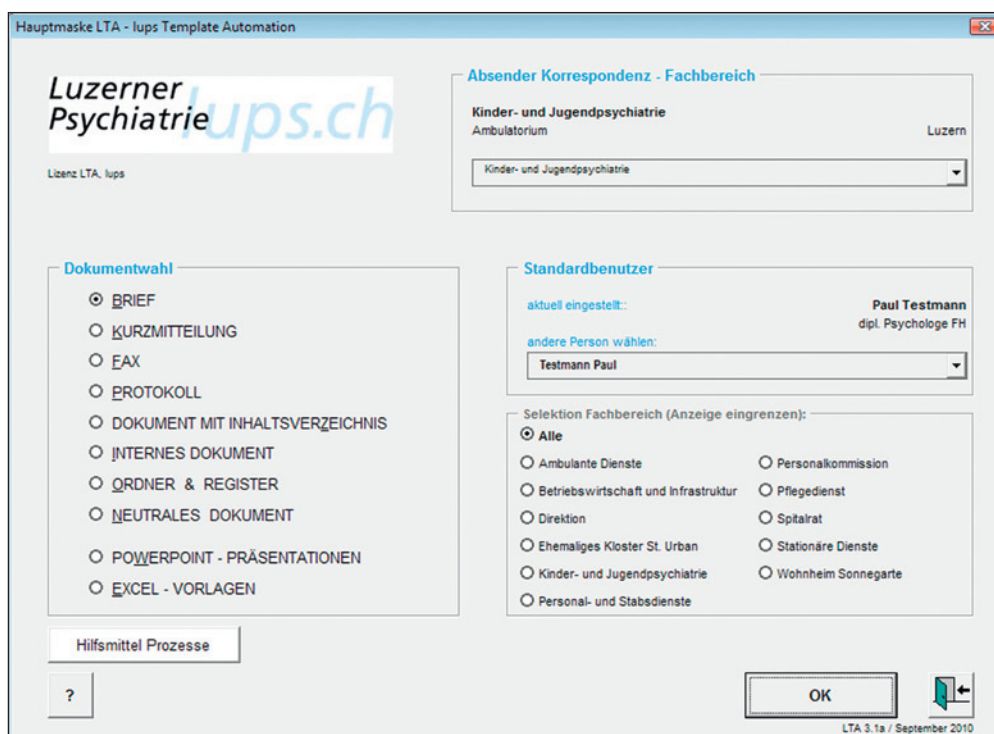 Hauptmaske LTA - lups Template Automation
Luzerner
Psychiatrie
lups.ch
Lizenz LTA, lups
Absender Korrespondenz - Fachbereich
Kinder- und Jugendpsychiatrie
Ambulatorium
Luzern
Kinder- und Jugendpsychiatrie
Dokumentwahl
BRIEF
KURZMITTEILUNG
FAX
PROTOKOLL
DOKUMENT MIT INHALTSVERZEICHNIS
INTERNES DOKUMENT
ORDNER & REGISTER
NEUTRALES DOKUMENT
POWERPOINT - PRÄSENTATIONEN
EXCEL - VORLAGEN
Standardbenutzer
aktuell eingestellt::
Paul Testmann
dipl. Psychologe FH
andere Person wählen:
Testmann Paul
Selektion Fachbereich (Anzeige eingrenzen):
Alle
Ambulante Dienste
Betriebswirtschaft und Infrastruktur
Direktion
Ehemaliges Kloster St. Urban
Kinder- und Jugendpsychiatrie
Personal- und Stabsdienste
Personalkommission
Pflegedienst
Spitalrat
Stationäre Dienste
Wohnheim Sonnegarte
Hilfsmittel Prozesse
?
OK
LTA 3.1a / September 2010